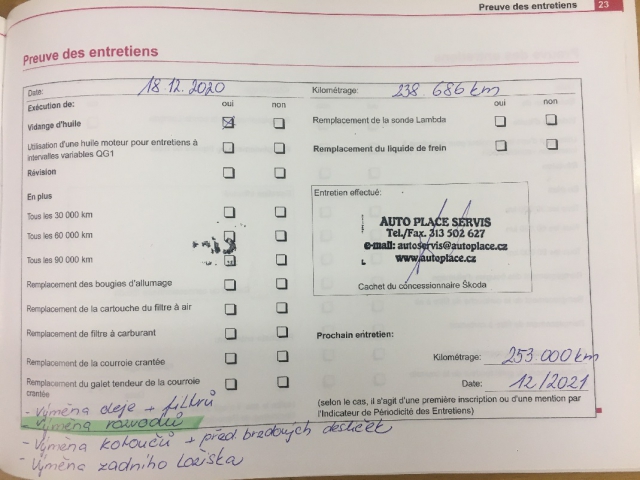 Preuve des entretiens 23
Preuve des entretiens
Date: 18.12.2020
Kilométrage: 238 686 km
Exécution de: oui non
oui non
Vidange d'huile
Remplacement de la sonde Lambda
Utilisation d'une huile moteur pour entretiens à
intervalles variables QG1
Remplacement du liquide de frein
Révision
En plus
Entretien effectué:
Tous les 30 000 km
AUTO PLACE SERVIS
Tel./Fax. 313 502 627
e-mail: autoservis@autoplace.cz
www.autoplace.cz
Cachet du concessionnaire Škoda
Tous les 60 000 km
Tous les 90 000 km
Remplacement des bougies d'allumage
Remplacement de la cartouche du filtre à air
Remplacement de filtre à carburant
Remplacement de la courroie crantée
Remplacement du galet tendeur de la courroie
crantée
Prochain entretien:
Kilométrage: 253 000 km
Date: 12/2021
(selon le cas, il s'agit d'une première inscription ou d'une mention par
l'Indicateur de Périodicité des Entretiens)
- Výměna oleje + filtrů
- Výměna rozvodů
- Výměna kotoučů + před brzdových destiček
- Výměna zadního ložiska